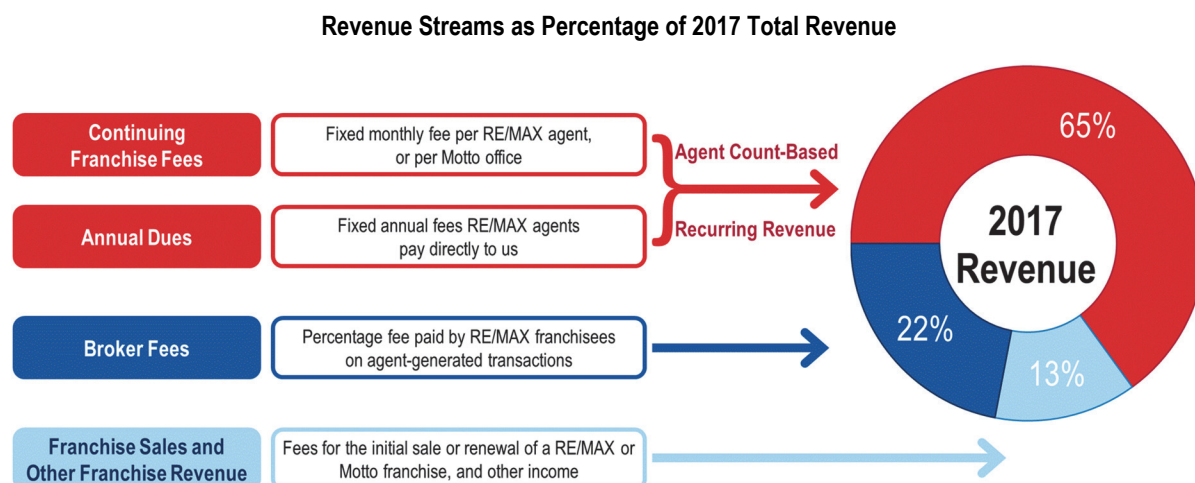 Revenue Streams as Percentage of 2017 Total Revenue
Continuing
Franchise Fees
Fixed monthly fee per RE/MAX agent,
or per Motto office
Agent Count-Based
Annual Dues
Fixed annual fees RE/MAX agents
pay directly to us
Recurring Revenue
Broker Fees
Percentage fee paid by RE/MAX franchisees
on agent-generated transactions
Franchise Sales and
Other Franchise Revenue
Fees for the initial sale or renewal of a RE/MAX or
Motto franchise, and other income
65%
2017
Revenue
22%
13%